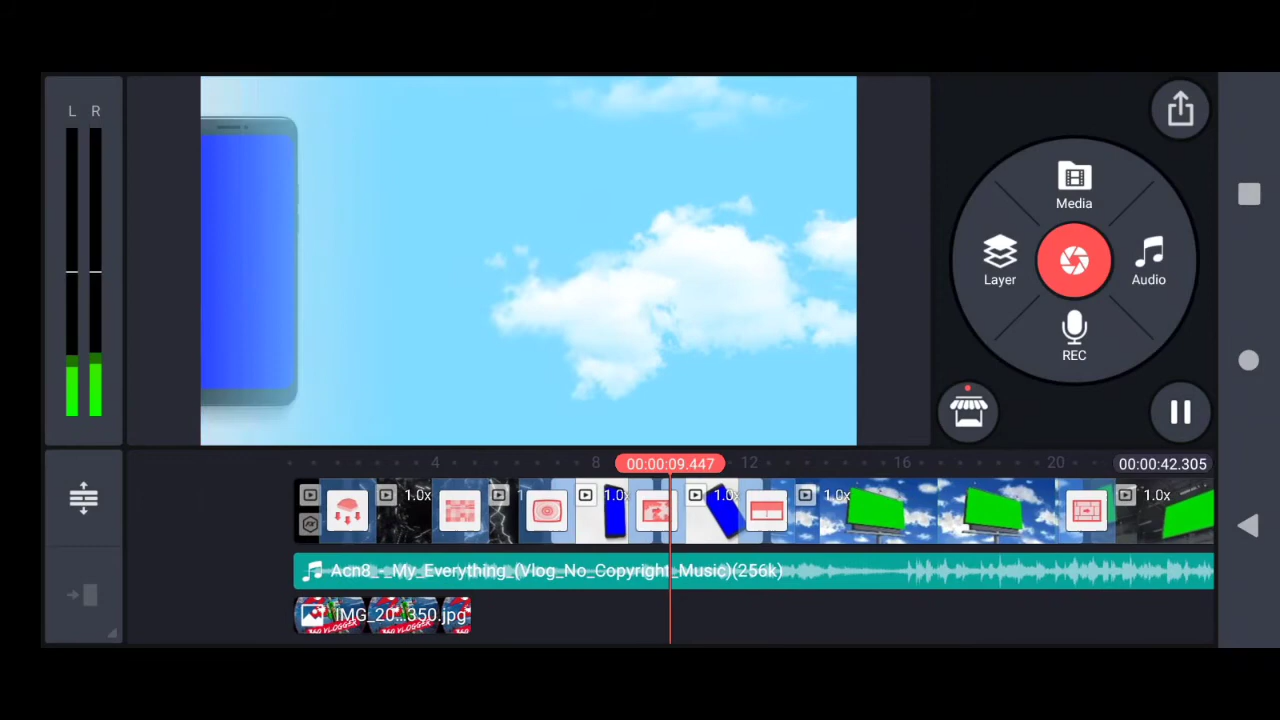 L R
Media
Layer
Audio
REC
4 8 00:00:09.447 12 16 20 00:00:42.305
1.0x 1.0x 1.0x 1.0x 1.0x
Acn8_-_My_Everything_(Vlog_No_Copyright_Music)(256k)
IMG_20...350.jpg